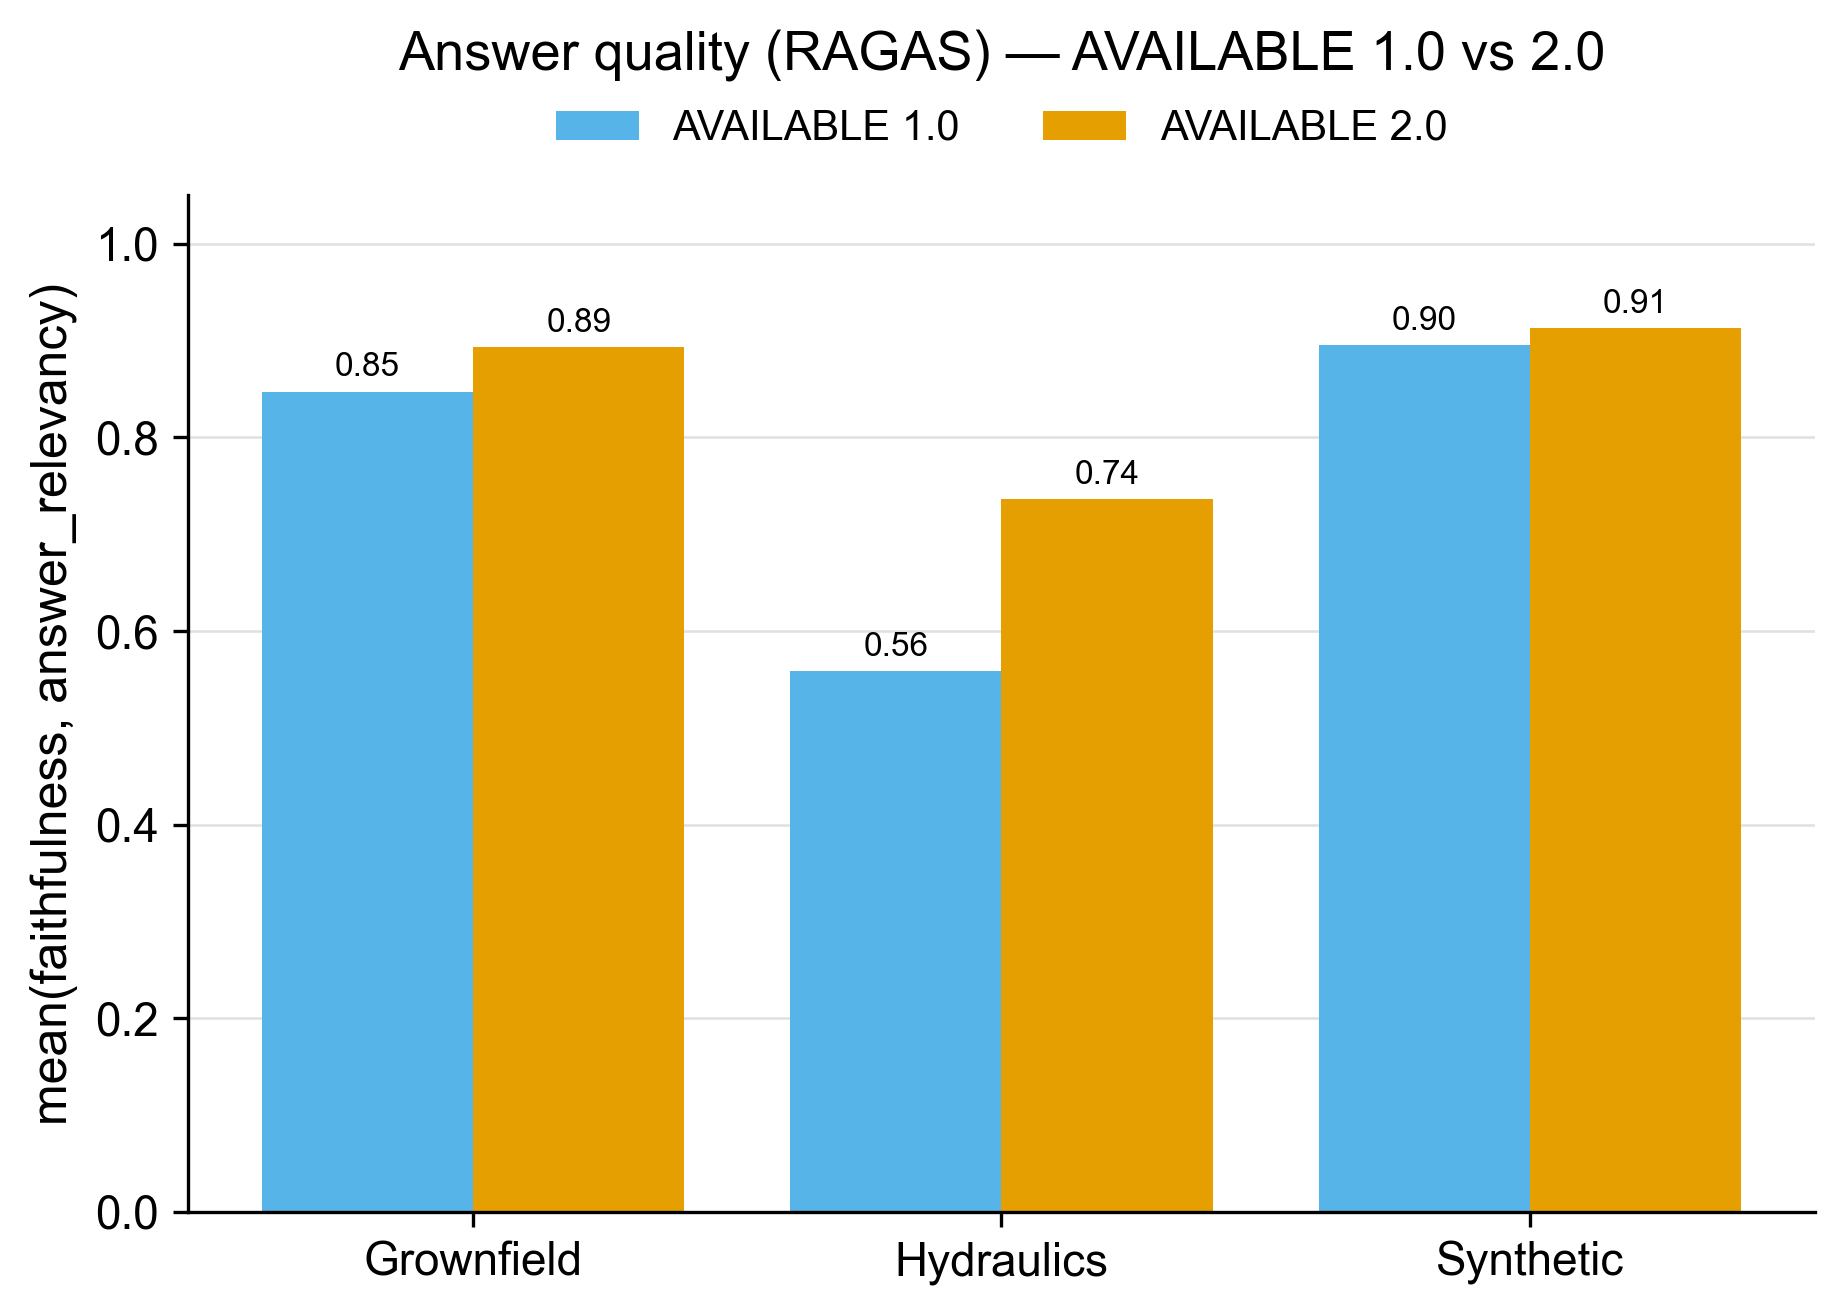 Answer quality (RAGAS) — AVAILABLE 1.0 vs 2.0
AVAILABLE 1.0
AVAILABLE 2.0
mean(faithfulness, answer_relevancy)
1.0
0.8
0.6
0.4
0.2
0.0
0.85
0.89
0.56
0.74
0.90
0.91
Grownfield
Hydraulics
Synthetic